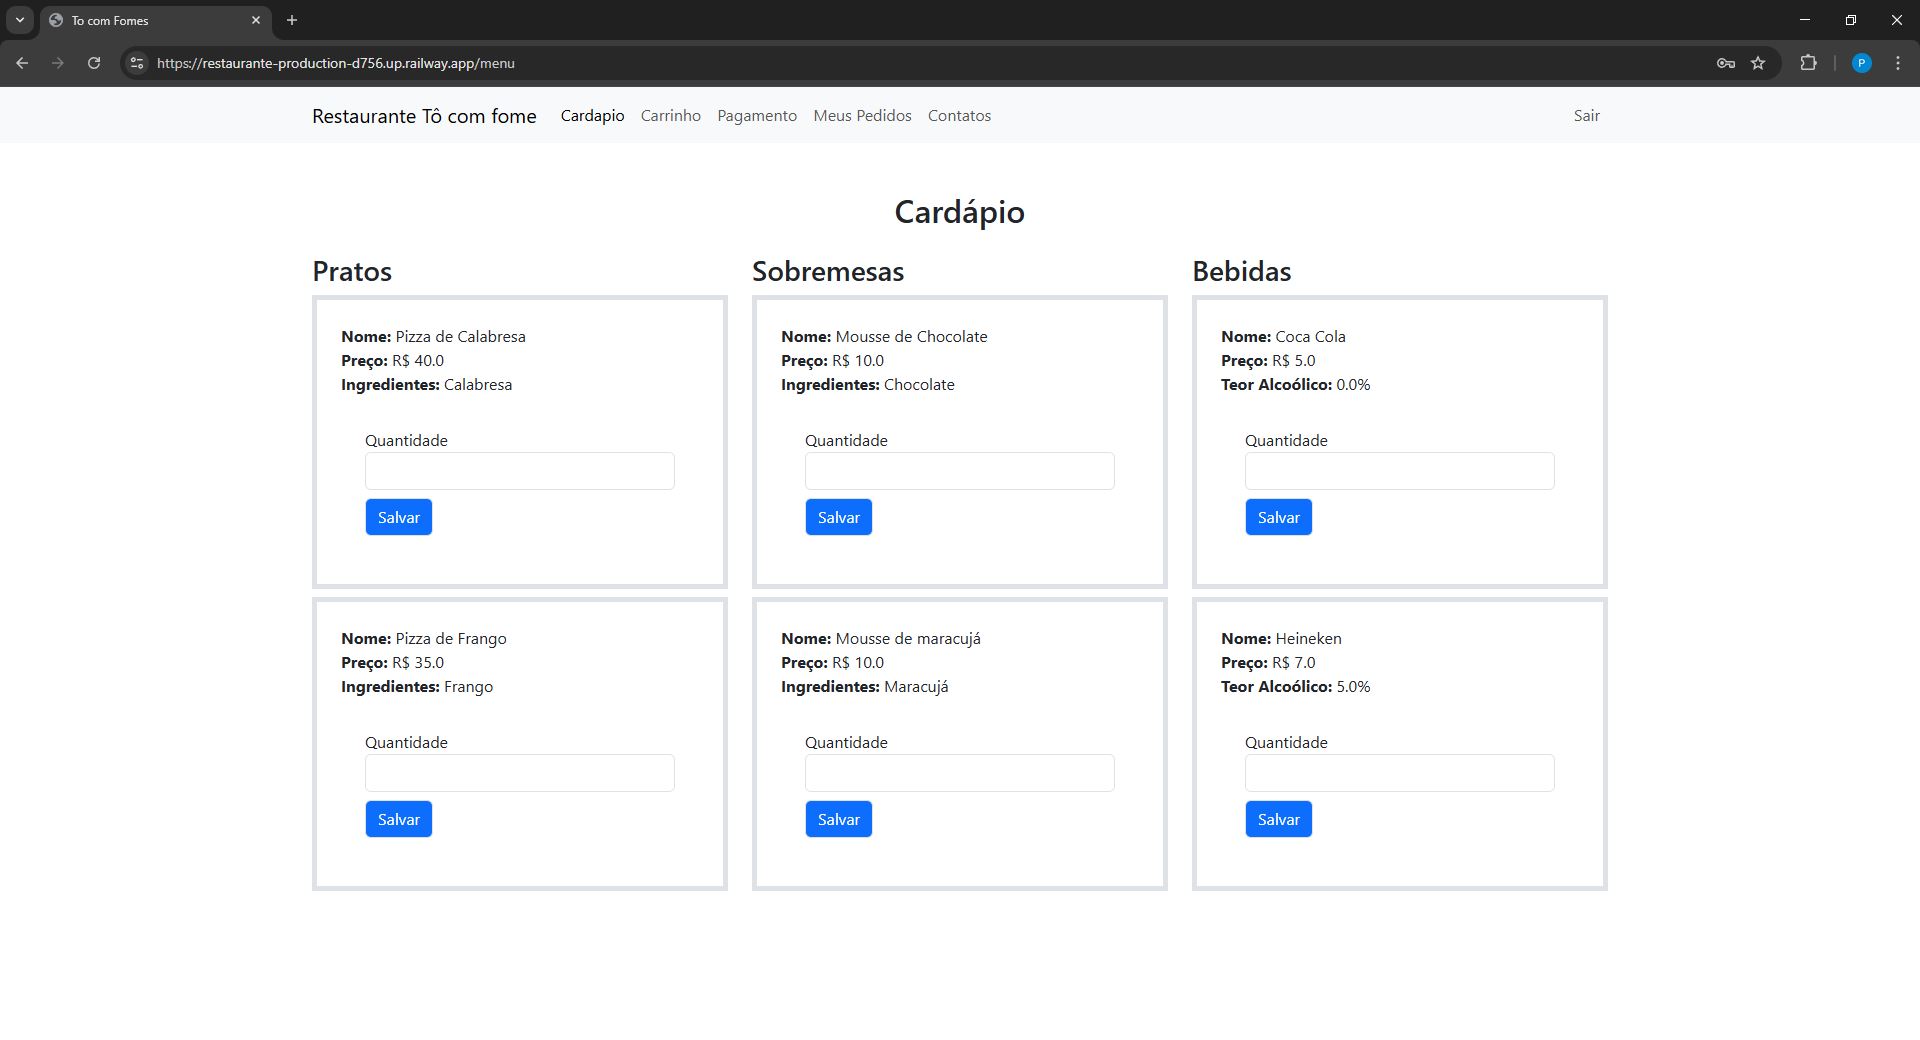 To com Fomes
https://restaurante-production-d756.up.railway.app/menu
P
Restaurante Tô com fome Cardapio Carrinho Pagamento Meus Pedidos Contatos Sair
Cardápio
Pratos
Nome: Pizza de Calabresa
Preço: R$ 40.0
Ingredientes: Calabresa
Quantidade
Salvar
Nome: Pizza de Frango
Preço: R$ 35.0
Ingredientes: Frango
Quantidade
Salvar
Sobremesas
Nome: Mousse de Chocolate
Preço: R$ 10.0
Ingredientes: Chocolate
Quantidade
Salvar
Nome: Mousse de maracujá
Preço: R$ 10.0
Ingredientes: Maracujá
Quantidade
Salvar
Bebidas
Nome: Coca Cola
Preço: R$ 5.0
Teor Alcoólico: 0.0%
Quantidade
Salvar
Nome: Heineken
Preço: R$ 7.0
Teor Alcoólico: 5.0%
Quantidade
Salvar